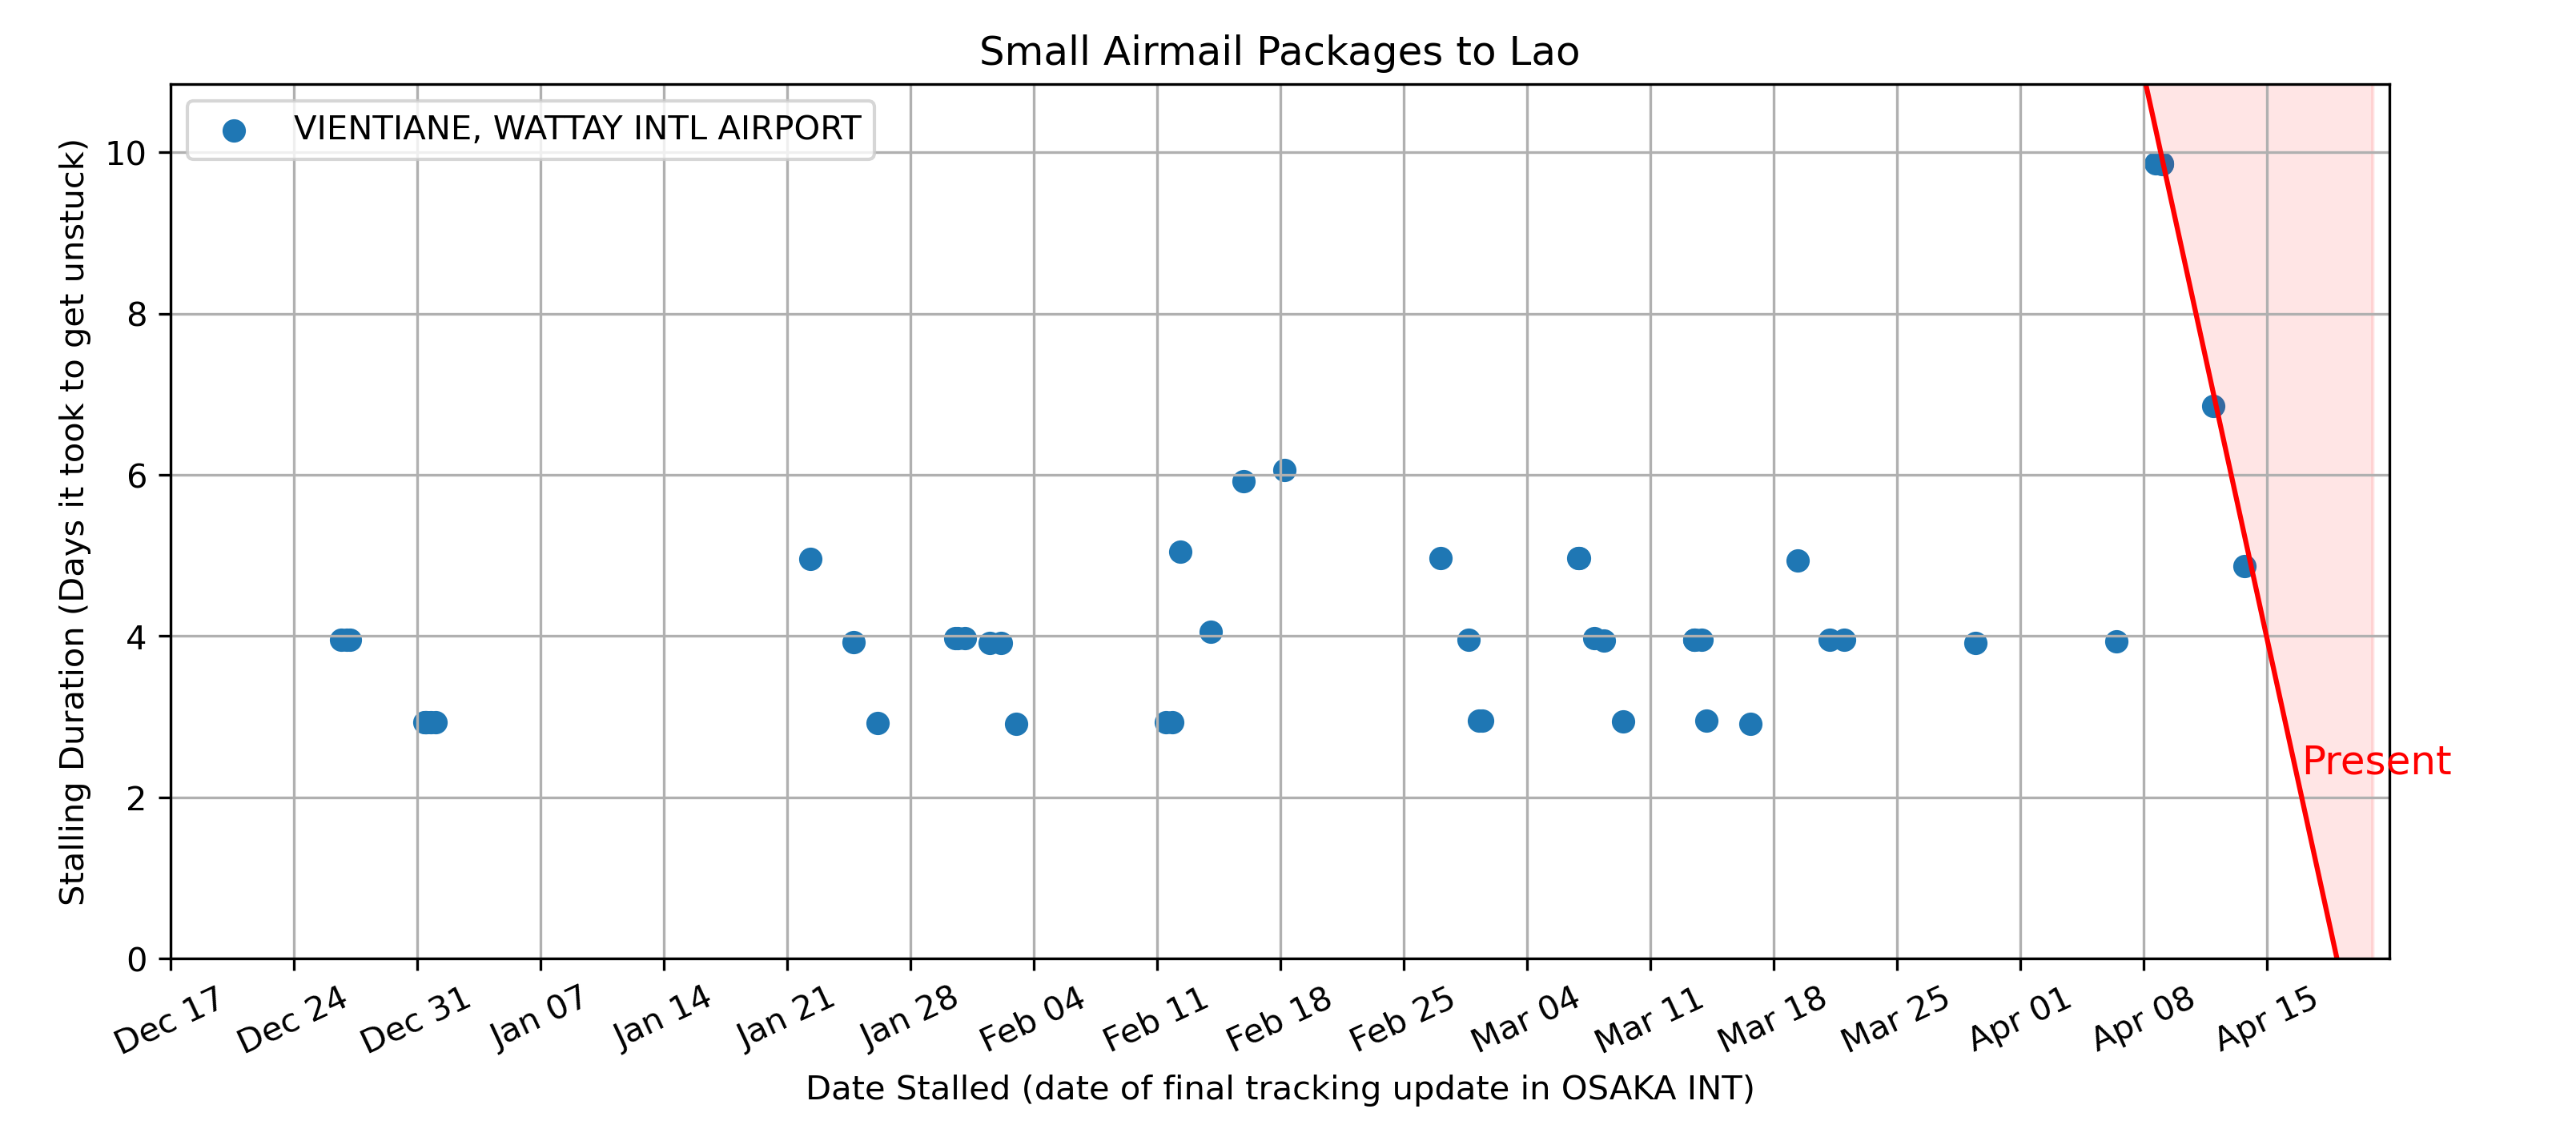 Small Airmail Packages to Lao
VIENTIANE, WATTAY INTL AIRPORT
Stalling Duration (Days it took to get unstuck)
10
8
6
4
2
0
Present
Dec 17
Dec 24
Dec 31
Jan 07
Jan 14
Jan 21
Jan 28
Feb 04
Feb 11
Feb 18
Feb 25
Mar 04
Mar 11
Mar 18
Mar 25
Apr 01
Apr 08
Apr 15
Date Stalled (date of final tracking update in OSAKA INT)